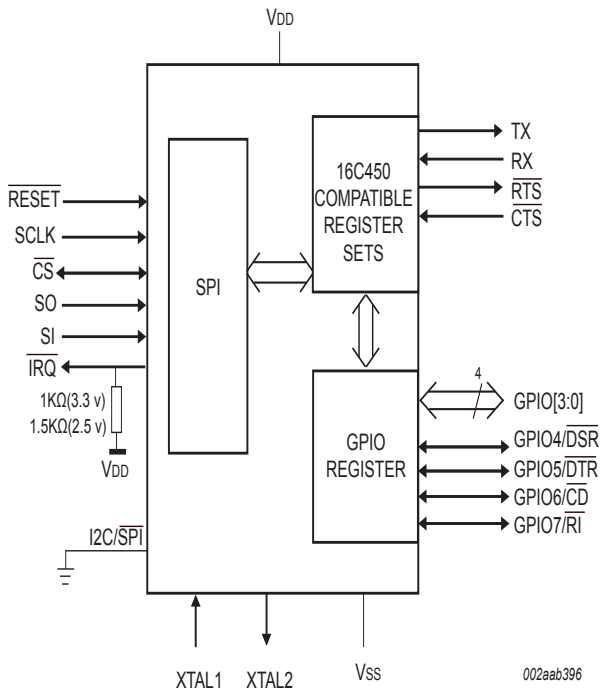 VDD
16C450
COMPATIBLE
REGISTER
SETS
TX
RX
RTS
CTS
RESET
SCLK
CS
SO
SI
IRQ
SPI
1KΩ(3.3 v)
1.5KΩ(2.5 v)
VDD
I2C/SPI
GPIO
REGISTER
4
GPIO[3:0]
GPIO4/DSR
GPIO5/DTR
GPIO6/CD
GPIO7/RI
XTAL1
XTAL2
VSS
002aab396